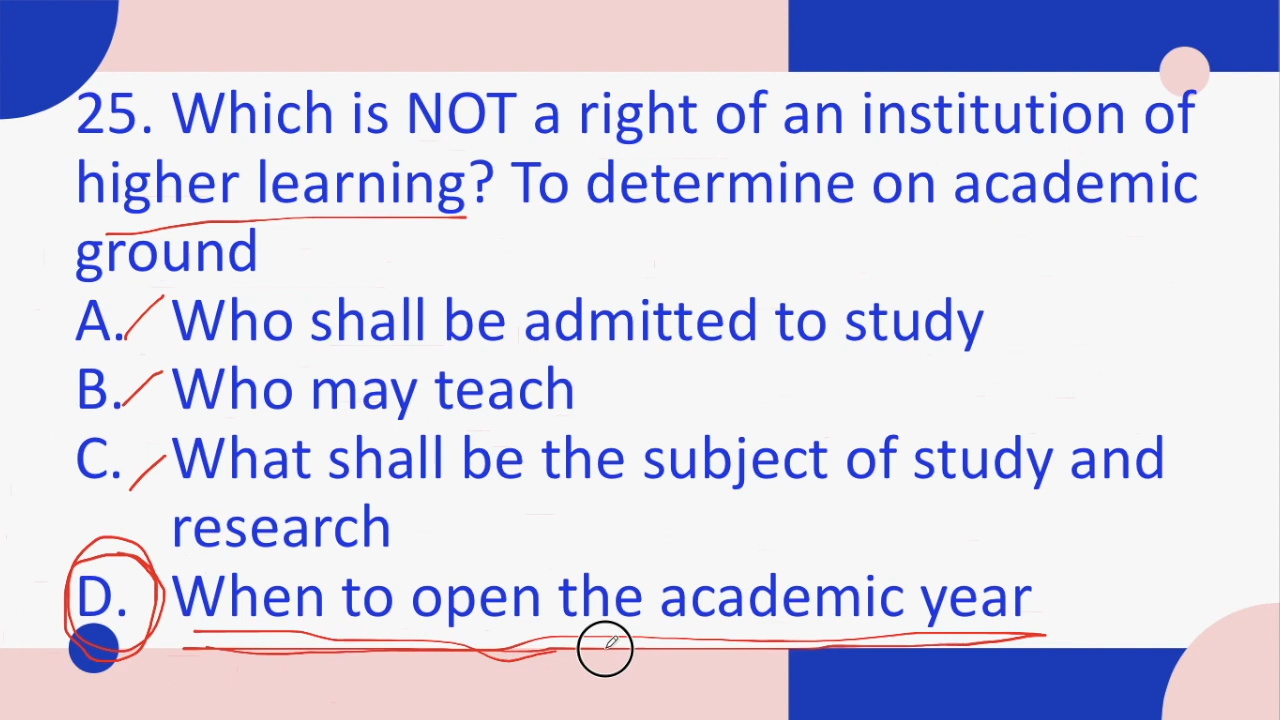 25. Which is NOT a right of an institution of
higher learning? To determine on academic
ground
A. Who shall be admitted to study
B. Who may teach
C. What shall be the subject of study and
research
D. When to open the academic year